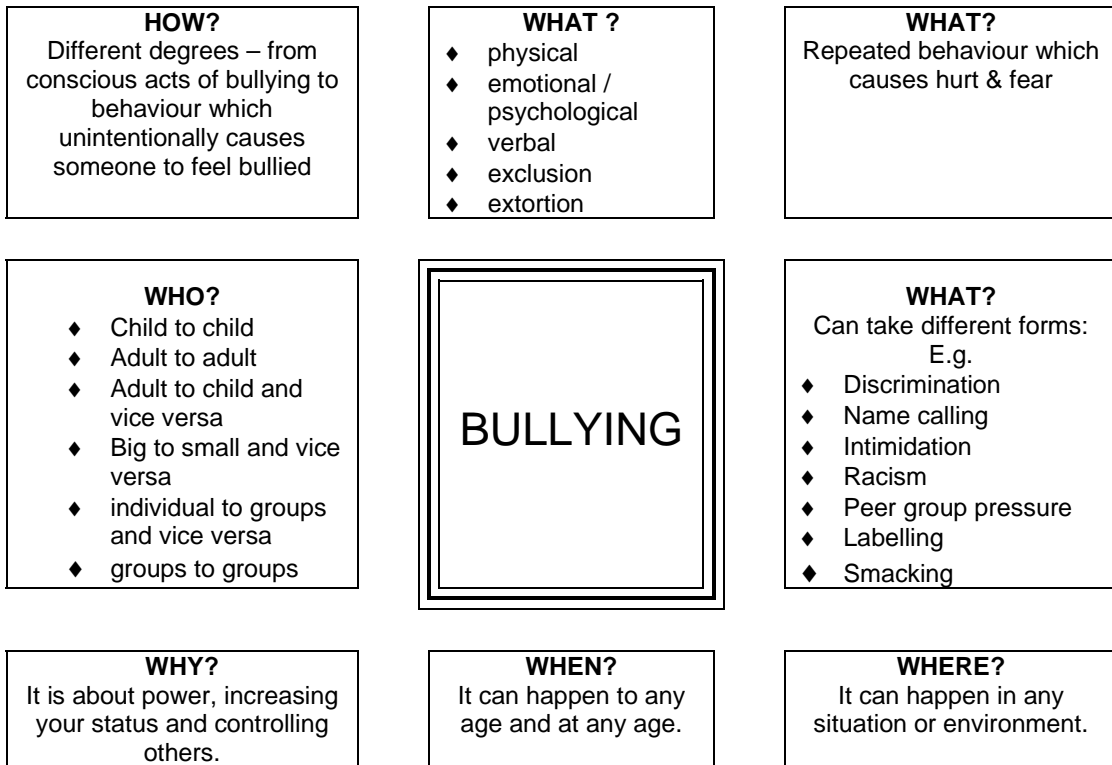 HOW?
Different degrees – from
conscious acts of bullying to
behaviour which
unintentionally causes
someone to feel bullied
WHAT ?
♦ physical
♦ emotional /
psychological
♦ verbal
♦ exclusion
♦ extortion
WHAT?
Repeated behaviour which
causes hurt & fear
WHO?
♦ Child to child
♦ Adult to adult
♦ Adult to child and
vice versa
♦ Big to small and vice
versa
♦ individual to groups
and vice versa
♦ groups to groups
BULLYING
WHAT?
Can take different forms:
E.g.
♦ Discrimination
♦ Name calling
♦ Intimidation
♦ Racism
♦ Peer group pressure
♦ Labelling
♦ Smacking
WHY?
It is about power, increasing
your status and controlling
others.
WHEN?
It can happen to any
age and at any age.
WHERE?
It can happen in any
situation or environment.